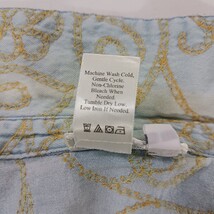 Machine Wash Cold,
Gentle Cycle.
Non-Chlorine
Bleach When
Needed
Tumble Dry Low.
Low Iron If Needed.